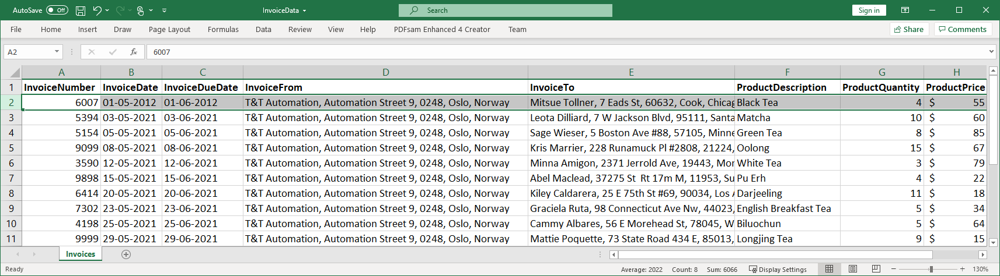 AutoSave Off InvoiceData Search Sign in
File Home Insert Draw Page Layout Formulas Data Review View Help PDFsam Enhanced 4 Creator Team Share Comments
A2 fx 6007
A B C D E F G H
1 InvoiceNumber InvoiceDate InvoiceDueDate InvoiceFrom InvoiceTo ProductDescription ProductQuantity ProductPrice
2 6007 01-05-2012 01-06-2012 T&T Automation, Automation Street 9, 0248, Oslo, Norway Mitsue Tollner, 7 Eads St, 60632, Cook, Chicag Black Tea 4 $ 55
3 5394 03-05-2021 03-06-2021 T&T Automation, Automation Street 9, 0248, Oslo, Norway Leota Dilliard, 7 W Jackson Blvd, 95111, Santa Matcha 10 $ 60
4 5154 05-05-2021 05-06-2021 T&T Automation, Automation Street 9, 0248, Oslo, Norway Sage Wieser, 5 Boston Ave #88, 57105, Minne Green Tea 8 $ 85
5 9099 08-05-2021 08-06-2021 T&T Automation, Automation Street 9, 0248, Oslo, Norway Kris Marrier, 228 Runamuck Pl #2808, 21224, Oolong 15 $ 67
6 3590 12-05-2021 12-06-2021 T&T Automation, Automation Street 9, 0248, Oslo, Norway Minna Amigon, 2371 Jerrold Ave, 19443, Mor White Tea 3 $ 79
7 9898 15-05-2021 15-06-2021 T&T Automation, Automation Street 9, 0248, Oslo, Norway Abel Maclead, 37275 St Rt 17m M, 11953, Su Pu Erh 4 $ 22
8 6414 20-05-2021 20-06-2021 T&T Automation, Automation Street 9, 0248, Oslo, Norway Kiley Caldarera, 25 E 75th St #69, 90034, Los A Darjeeling 11 $ 18
9 7302 23-05-2021 23-06-2021 T&T Automation, Automation Street 9, 0248, Oslo, Norway Graciela Ruta, 98 Connecticut Ave Nw, 44023, English Breakfast Tea 5 $ 34
10 4198 25-05-2021 25-06-2021 T&T Automation, Automation Street 9, 0248, Oslo, Norway Cammy Albares, 56 E Morehead St, 78045, W Biluochun 5 $ 64
11 9999 29-05-2021 29-06-2021 T&T Automation, Automation Street 9, 0248, Oslo, Norway Mattie Poquette, 73 State Road 434 E, 85013, Longjing Tea 9 $ 15
Invoices
Ready Average: 2022 Count: 8 Sum: 6066 Display Settings 130%